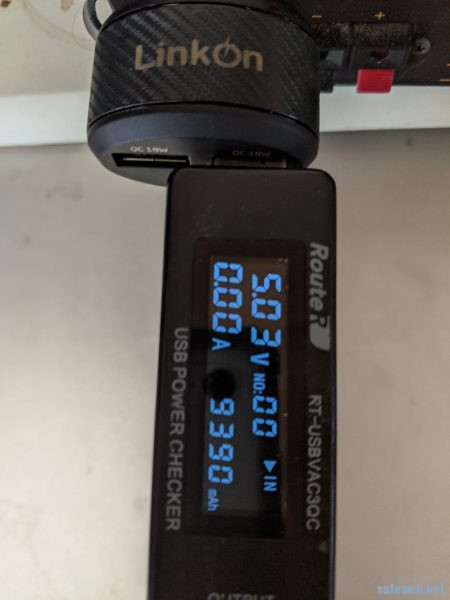 LinkOn
QC 18W
QC 18W
- +
RouteR RT-USBVAC3QC
5.03 V NO:00 ▶IN
0.00 A 9390 mAh
USB POWER CHECKER
OUTPUT